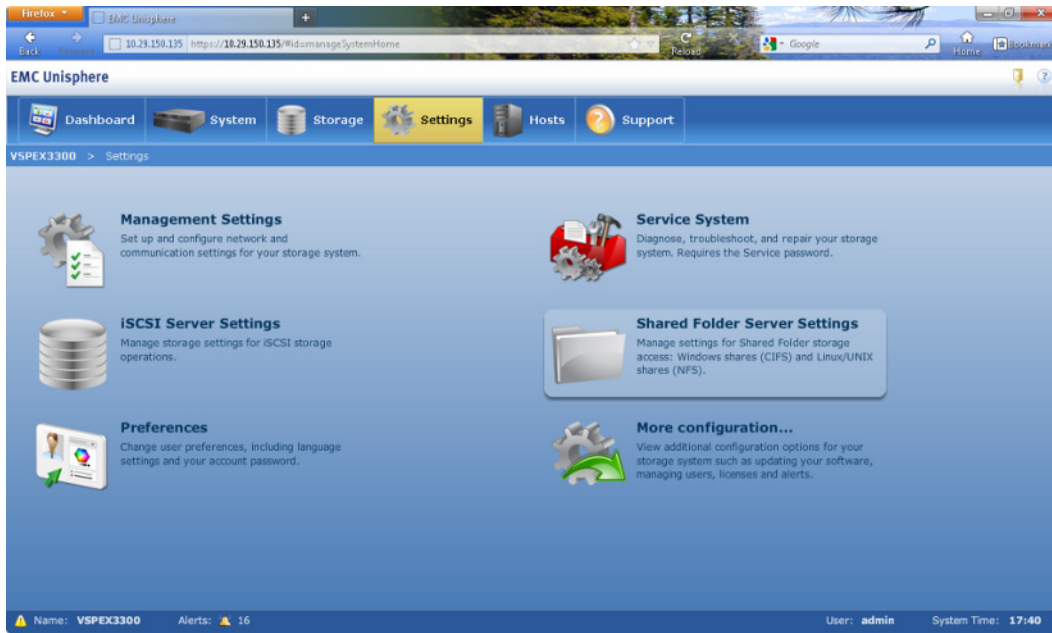 Firefox
EMC Unisphere
Back
10.29.150.135 https://10.29.150.135/#id=manageSystemHome
Reload
Google
Home
Bookmark
EMC Unisphere
Dashboard
System
Storage
Settings
Hosts
Support
VSPEX3300 > Settings
Management Settings
Set up and configure network and
communication settings for your storage system.
Service System
Diagnose, troubleshoot, and repair your storage
system. Requires the Service password.
iSCSI Server Settings
Manage storage settings for iSCSI storage
operations.
Shared Folder Server Settings
Manage settings for Shared Folder storage
access: Windows shares (CIFS) and Linux/UNIX
shares (NFS).
Preferences
Change user preferences, including language
settings and your account password.
More configuration...
View additional configuration options for your
storage system such as updating your software,
managing users, licenses and alerts.
Name: VSPEX3300 Alerts: 16 User: admin System Time: 17:40